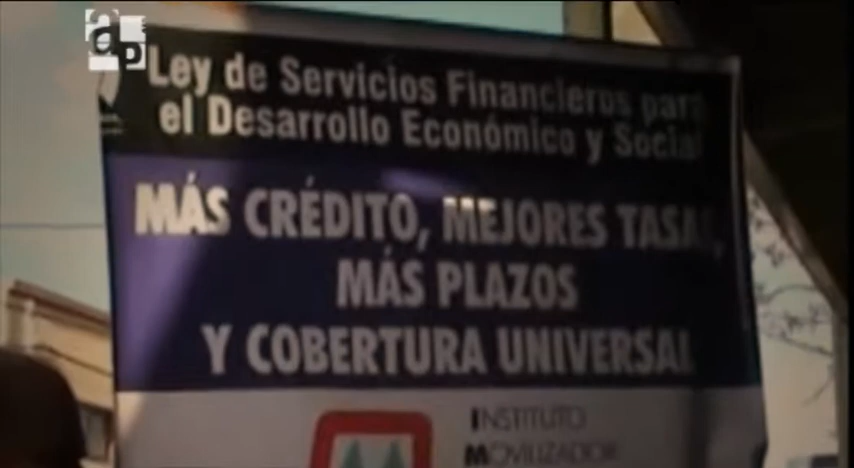 ap
Ley de Servicios Financieros para
el Desarrollo Económico y Social
MÁS CRÉDITO, MEJORES TASAS,
MÁS PLAZOS
Y COBERTURA UNIVERSAL
INSTITUTO
MOVILIZADOR